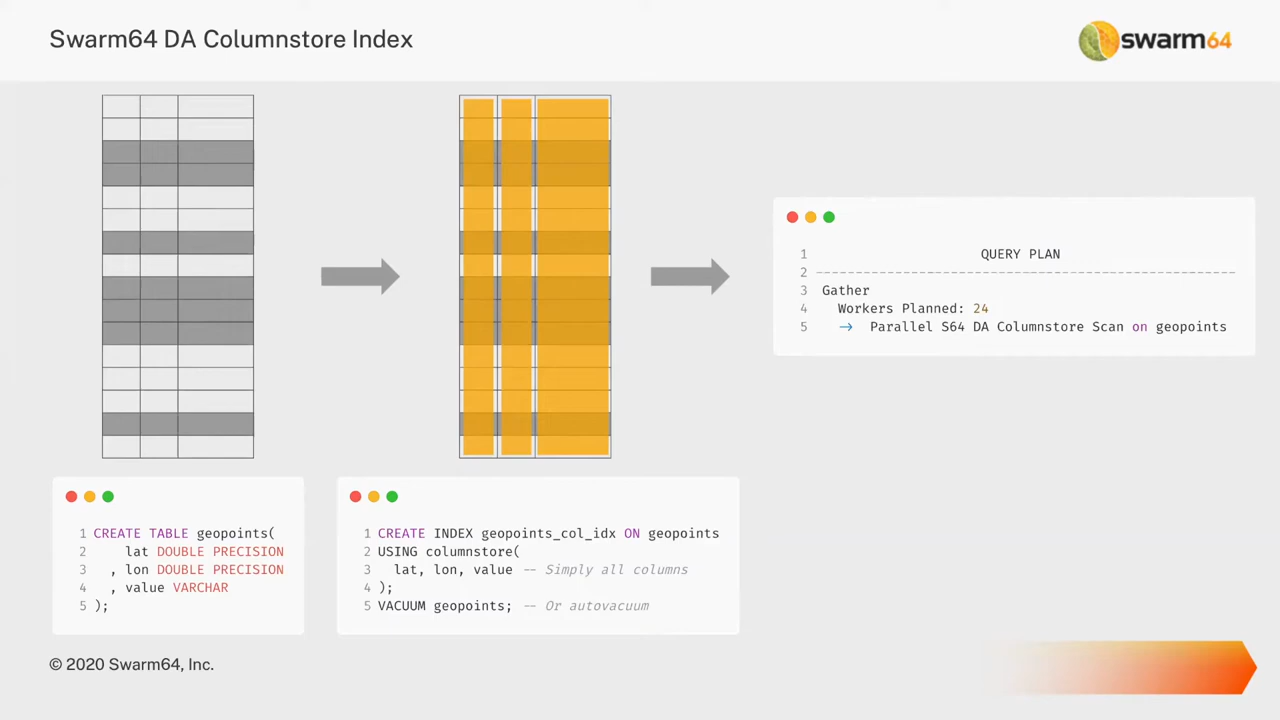 Swarm64 DA Columnstore Index
swarm64
1 QUERY PLAN
2 --------------------------------------------------------------
3 Gather
4 Workers Planned: 24
5 → Parallel S64 DA Columnstore Scan on geopoints
1 CREATE TABLE geopoints(
2 lat DOUBLE PRECISION
3 , lon DOUBLE PRECISION
4 , value VARCHAR
5 );
1 CREATE INDEX geopoints_col_idx ON geopoints
2 USING columnstore(
3 lat, lon, value -- Simply all columns
4 );
5 VACUUM geopoints; -- Or autovacuum
© 2020 Swarm64, Inc.